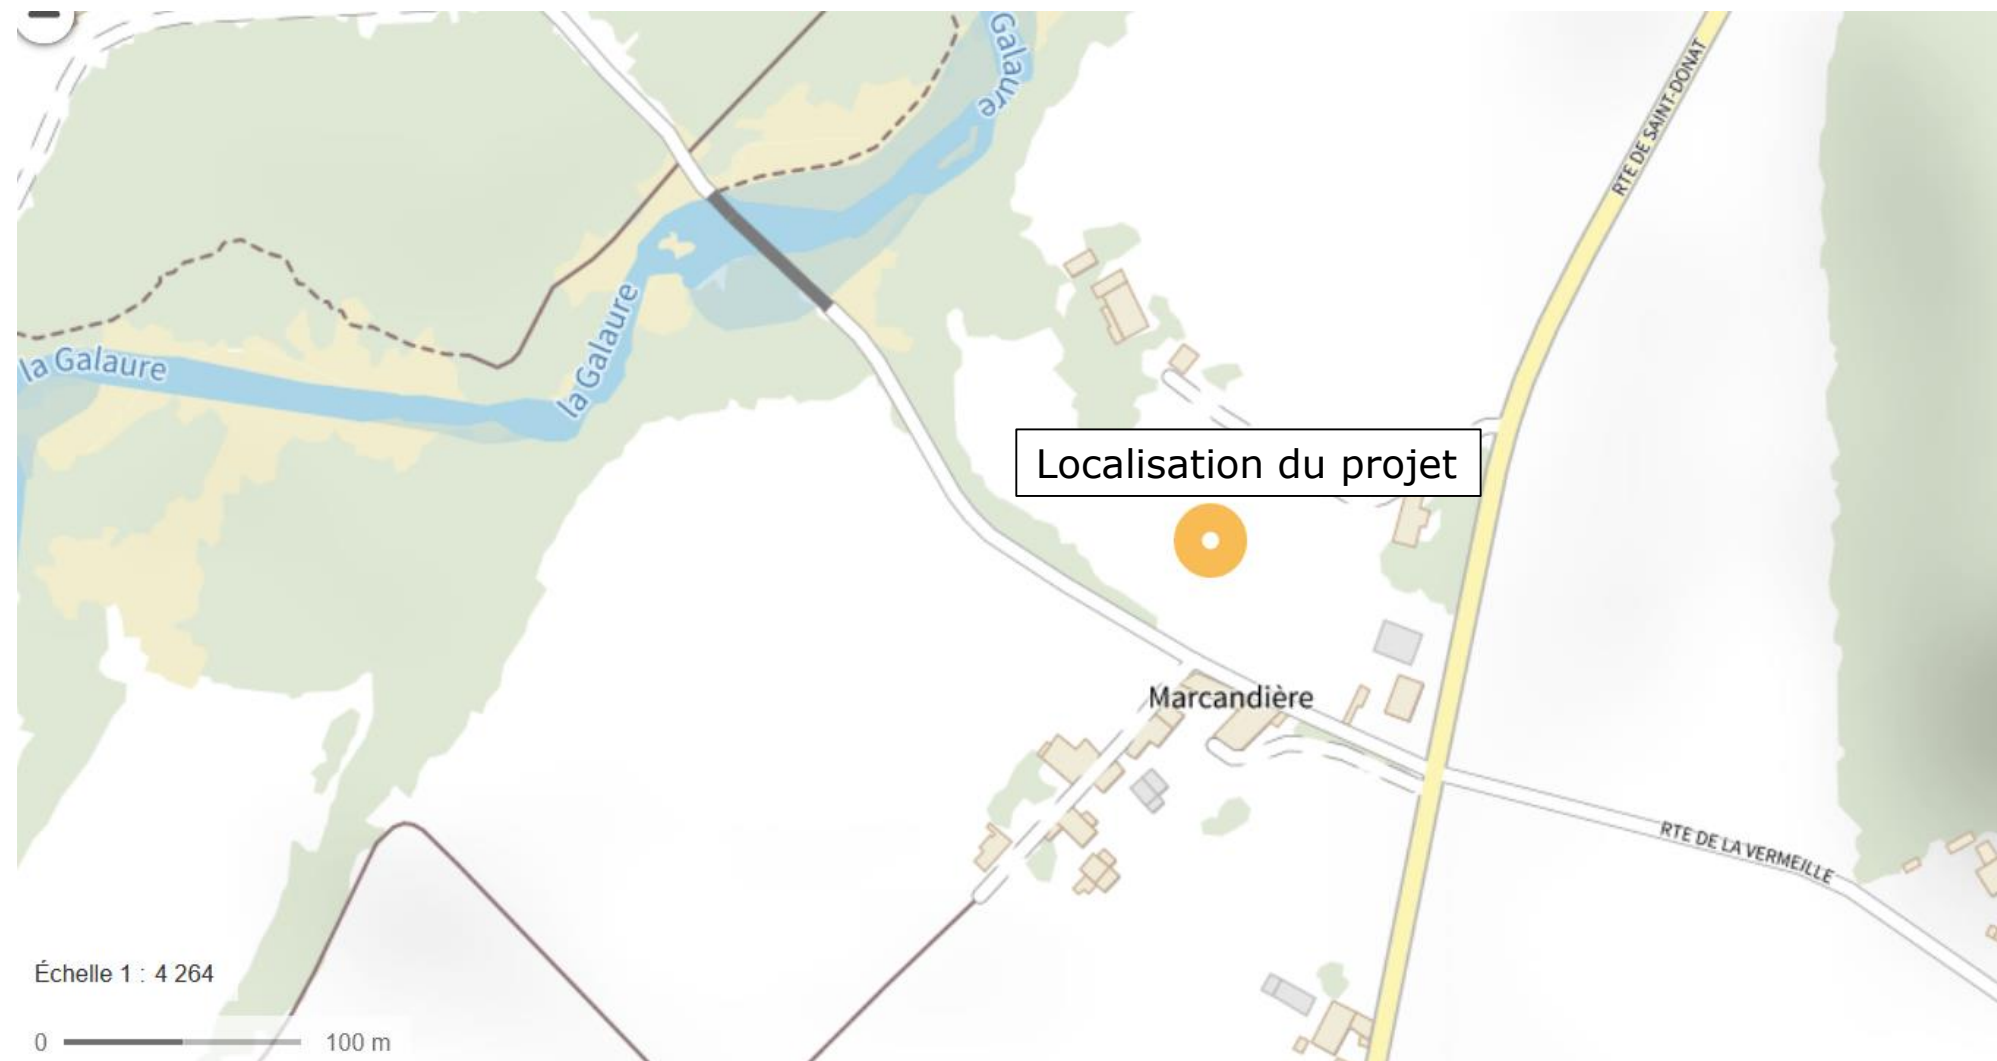 Galaure
RTE DE SAINT-DONAT
la Galaure
la Galaure
Localisation du projet
Marcandière
RTE DE LA VERMEILLE
Échelle 1 : 4 264
0 100 m